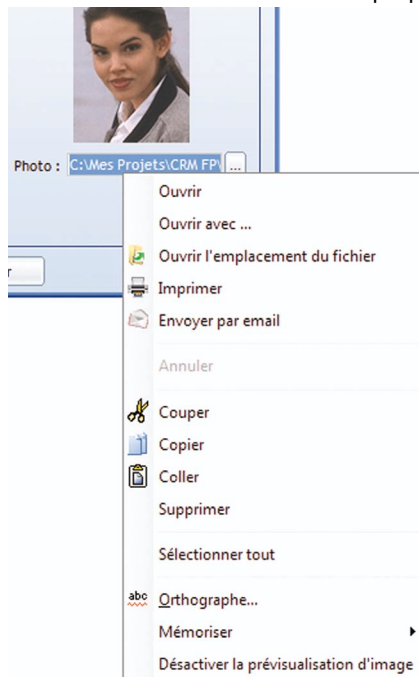 Photo : C:\Mes Projets\CRM FP\ ...
Ouvrir
Ouvrir avec ...
Ouvrir l'emplacement du fichier
r
Imprimer
Envoyer par email
Annuler
Couper
Copier
Coller
Supprimer
Sélectionner tout
abc Orthographe...
Mémoriser
Désactiver la prévisualisation d'image